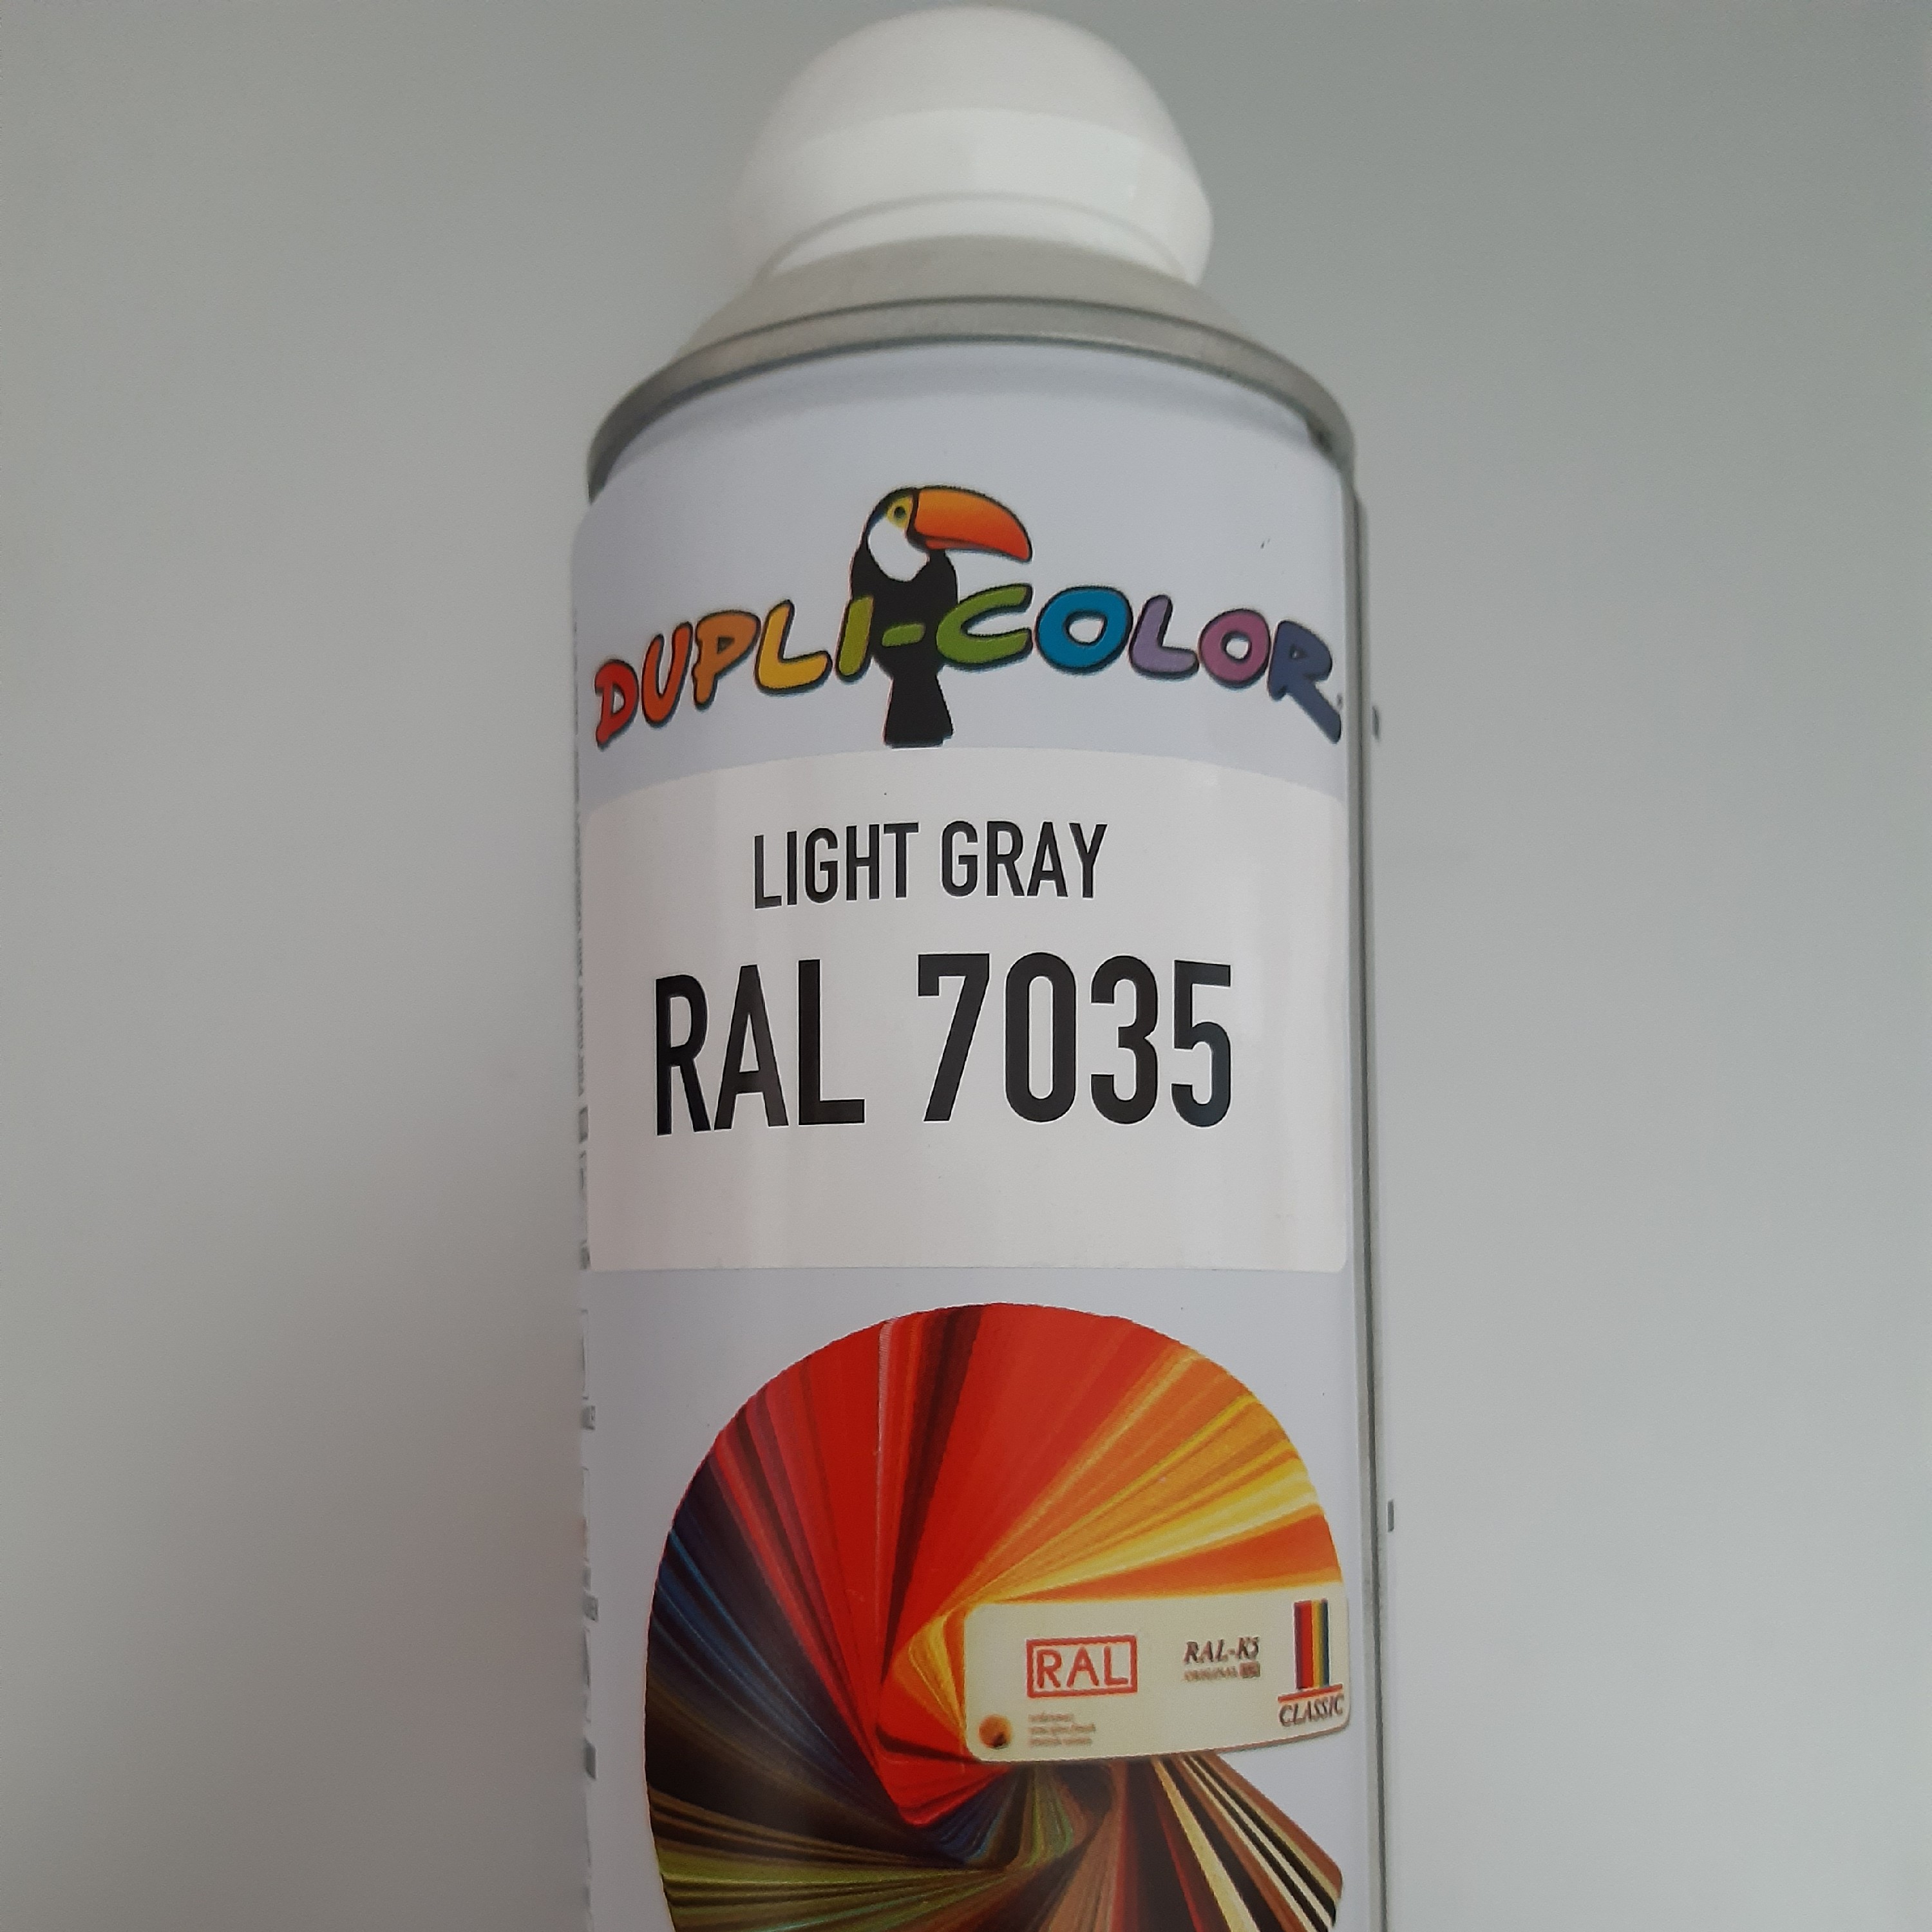 DUPLI-COLOR
LIGHT GRAY
RAL 7035
RAL
RAL-K5
CLASSIC